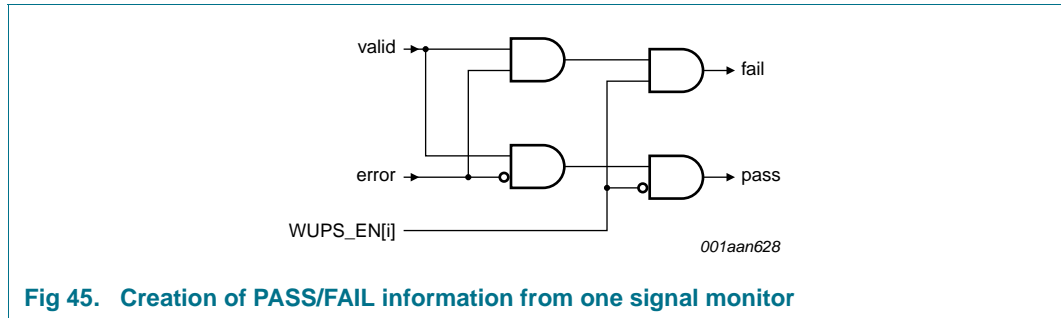 valid
fail
error
pass
WUPS_EN[i]
001aan628
Fig 45. Creation of PASS/FAIL information from one signal monitor